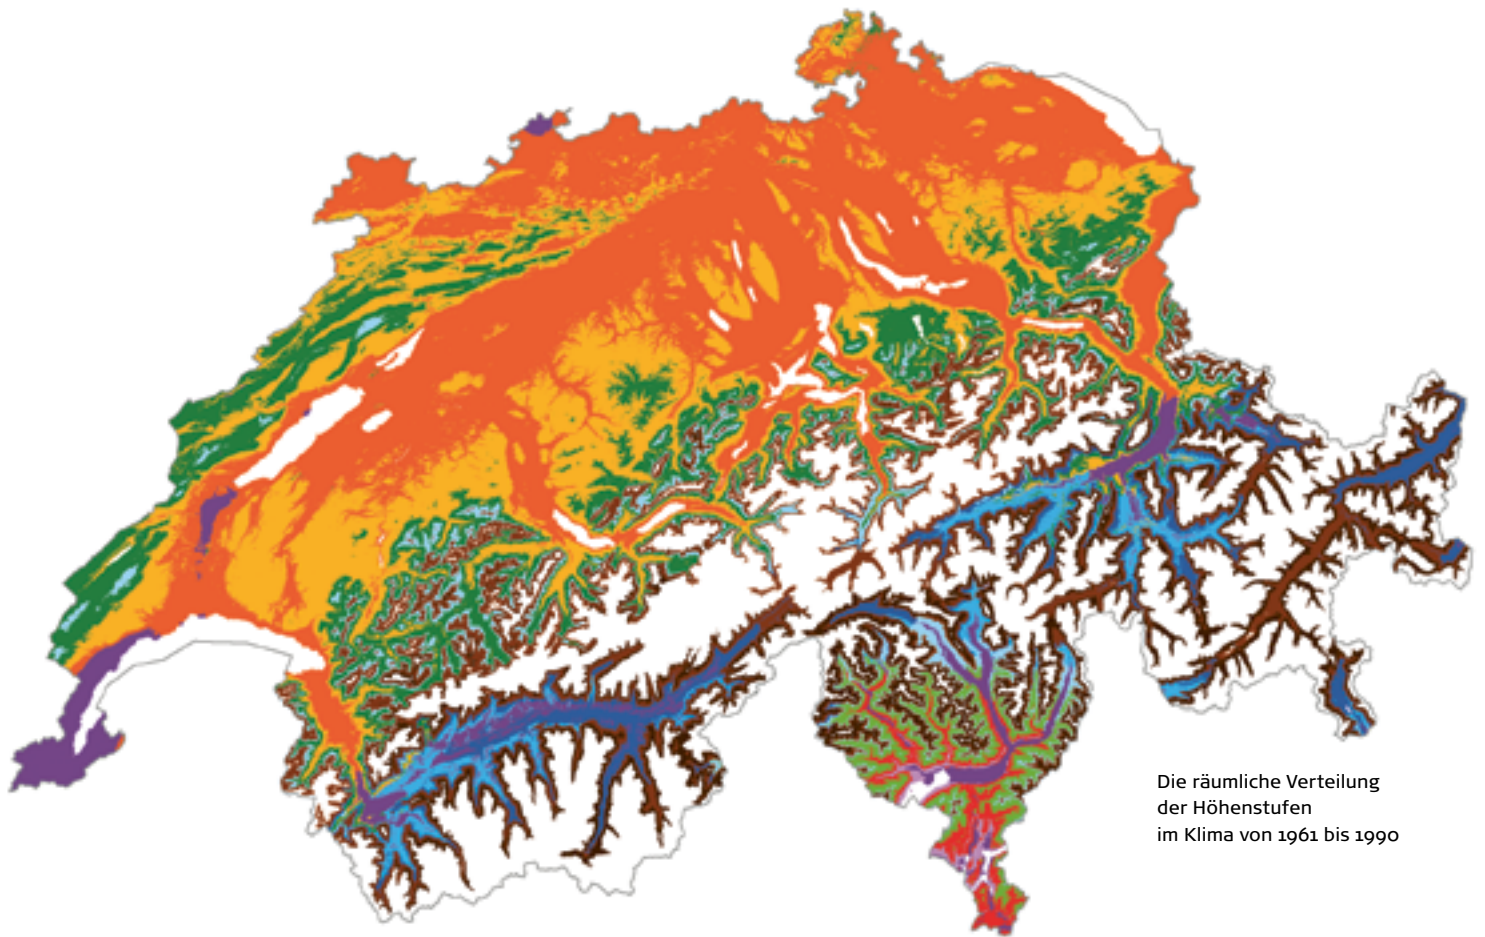 Die räumliche Verteilung
der Höhenstufen
im Klima von 1961 bis 1990